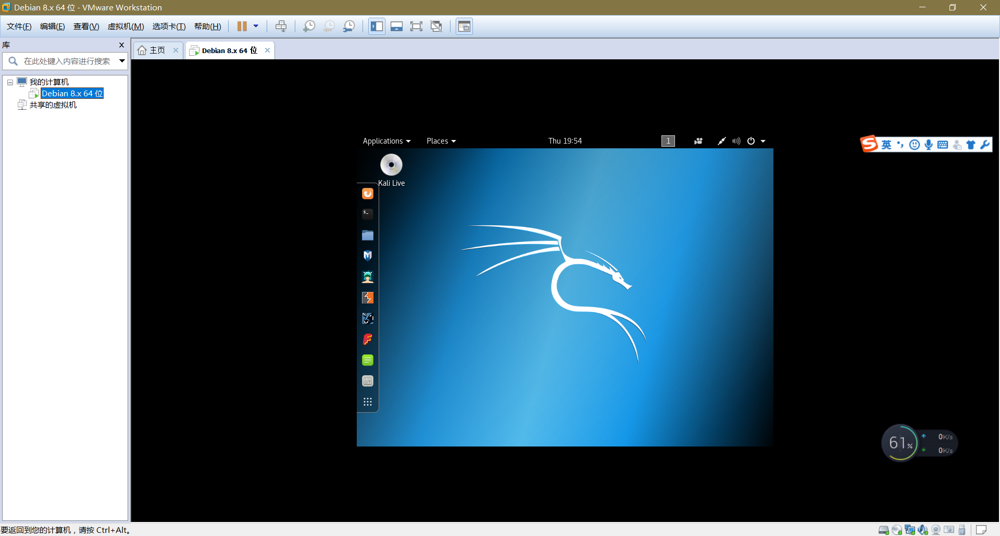 Debian 8.x 64 位 - VMware Workstation
文件(F) 编辑(E) 查看(V) 虚拟机(M) 选项卡(T) 帮助(H)
库
在此处键入内容进行搜索
我的计算机
Debian 8.x 64 位
共享的虚拟机
主页
Debian 8.x 64 位
Applications Places Thu 19:54 1
Kali Live
英
61%
0K/s
0K/s
要返回到您的计算机，请按 Ctrl+Alt。